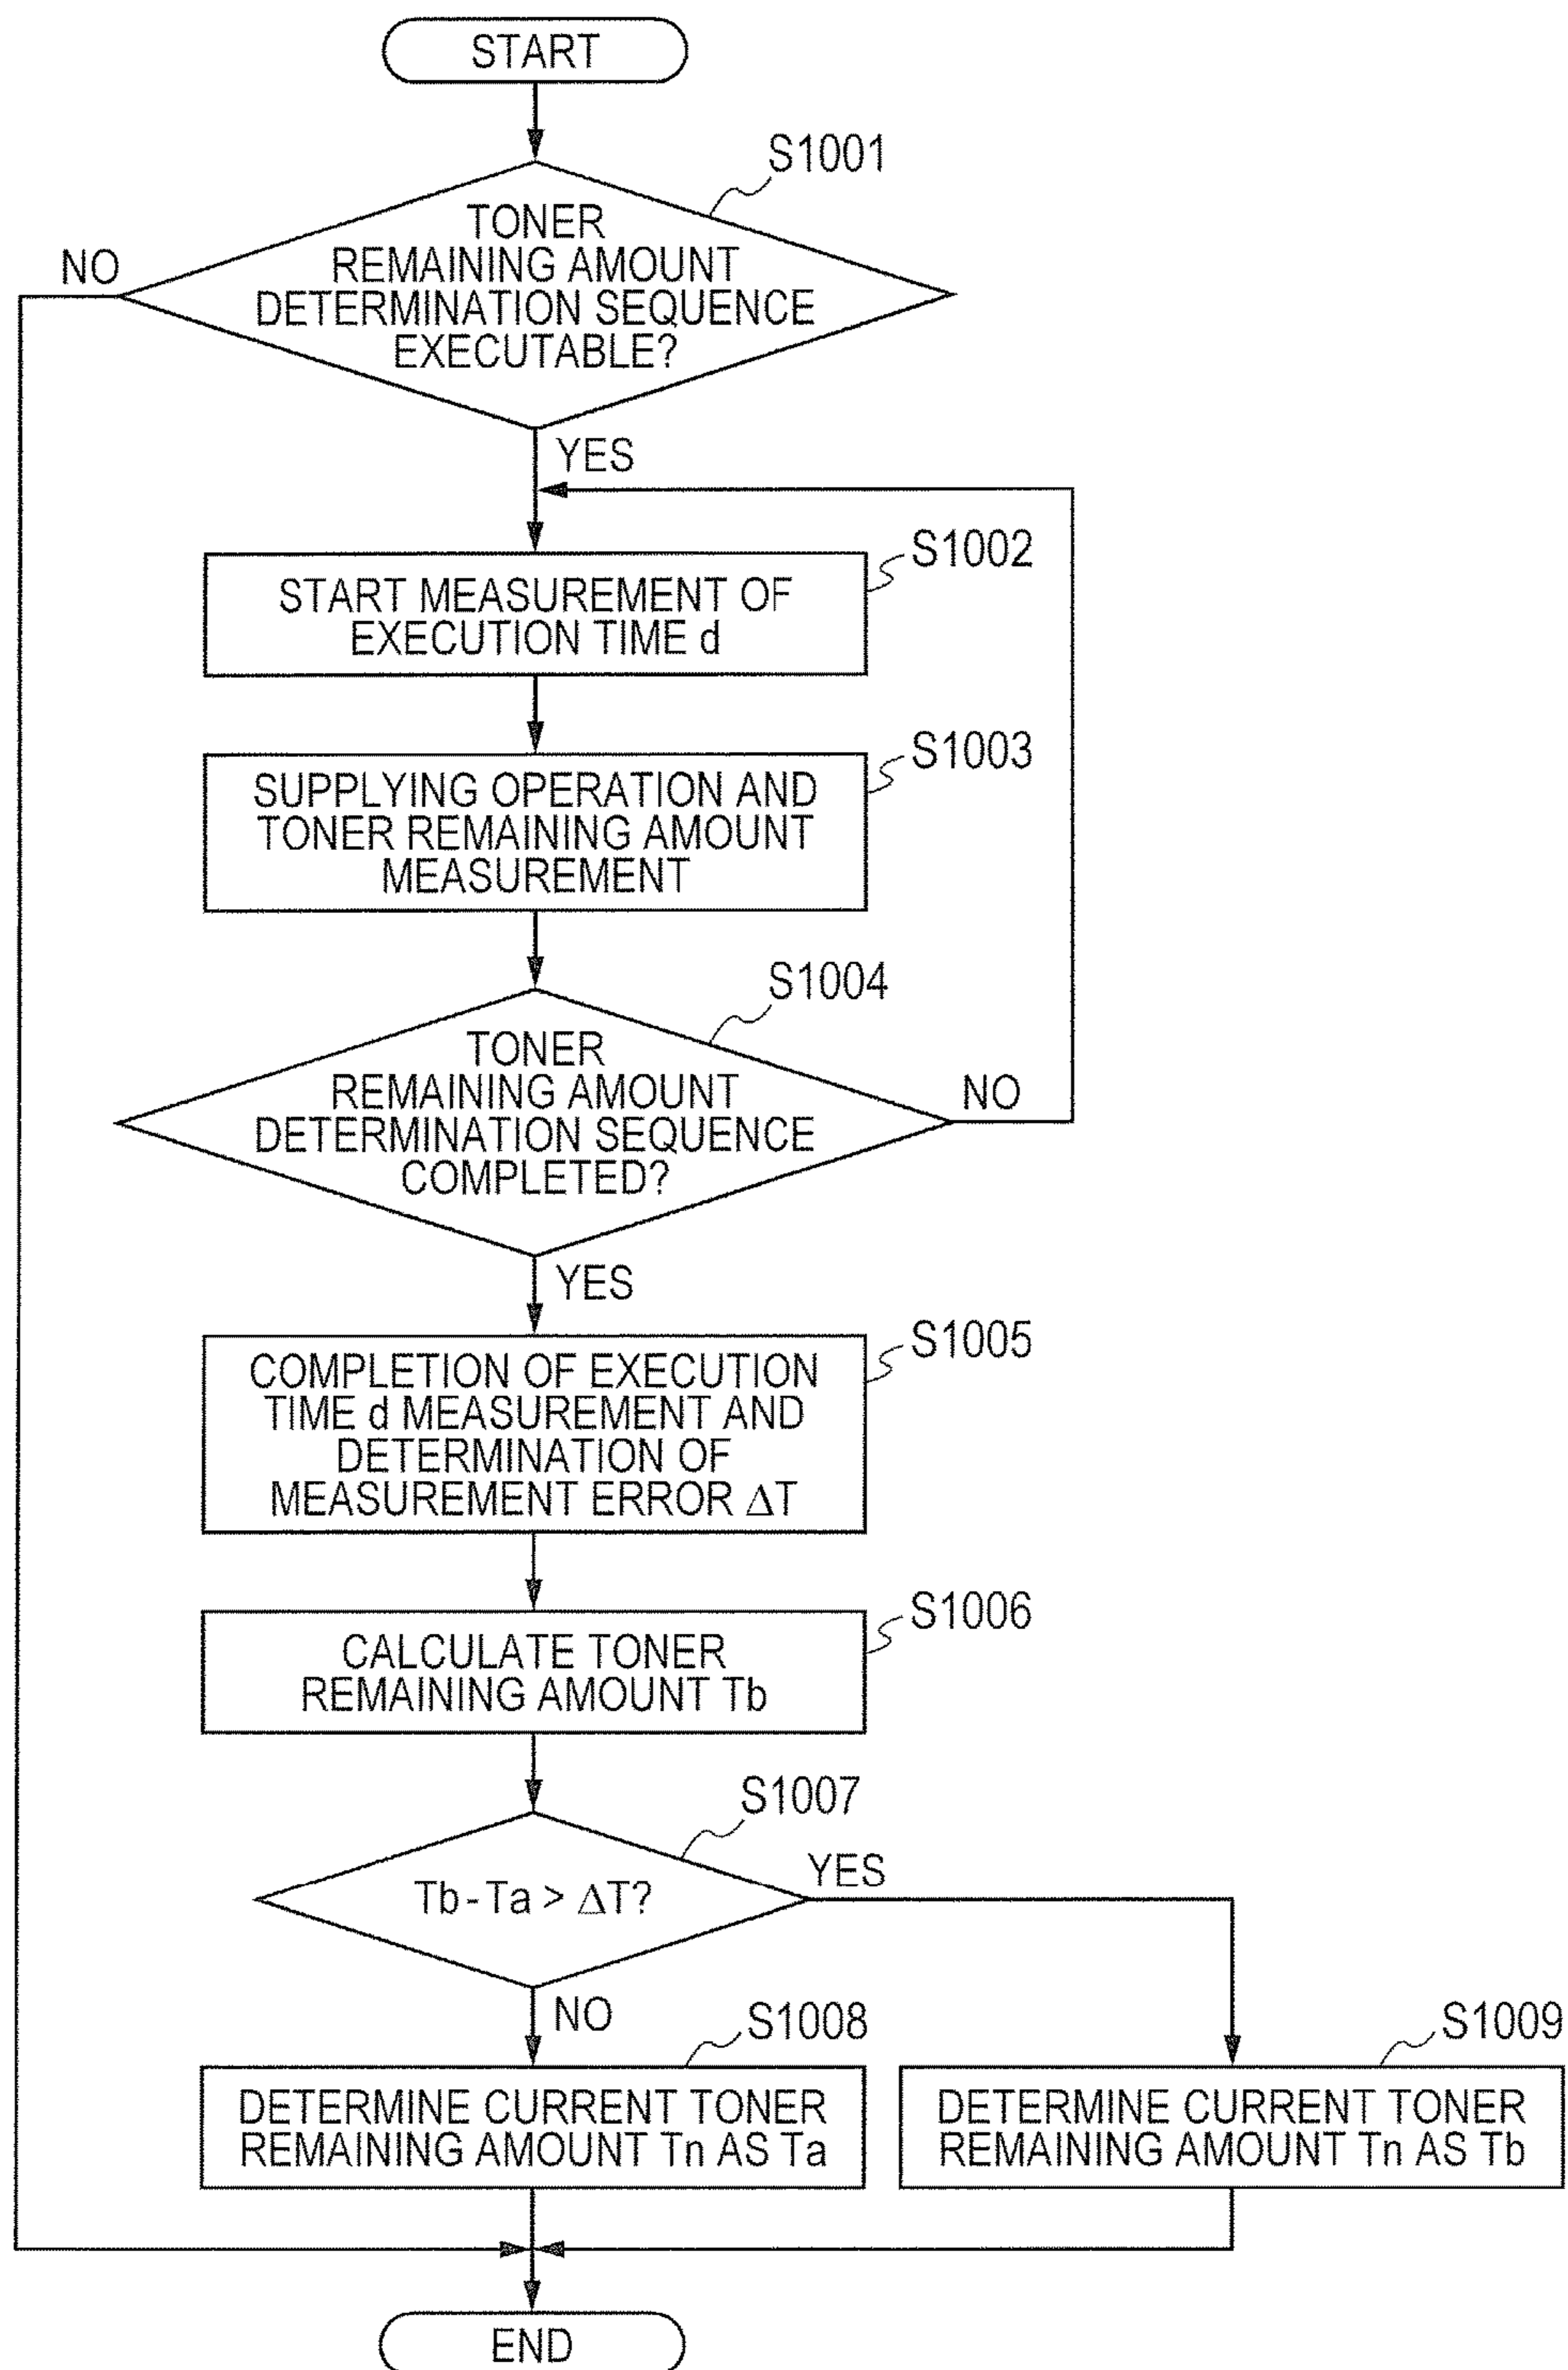 START
S1001
TONER
REMAINING AMOUNT
DETERMINATION SEQUENCE
EXECUTABLE?
NO
YES
S1002
START MEASUREMENT OF
EXECUTION TIME d
S1003
SUPPLYING OPERATION AND
TONER REMAINING AMOUNT
MEASUREMENT
S1004
TONER
REMAINING AMOUNT
DETERMINATION SEQUENCE
COMPLETED?
NO
YES
S1005
COMPLETION OF EXECUTION
TIME d MEASUREMENT AND
DETERMINATION OF
MEASUREMENT ERROR ΔT
S1006
CALCULATE TONER
REMAINING AMOUNT Tb
S1007
Tb - Ta > ΔT?
YES
NO
S1008
DETERMINE CURRENT TONER
REMAINING AMOUNT Tn AS Ta
S1009
DETERMINE CURRENT TONER
REMAINING AMOUNT Tn AS Tb
END